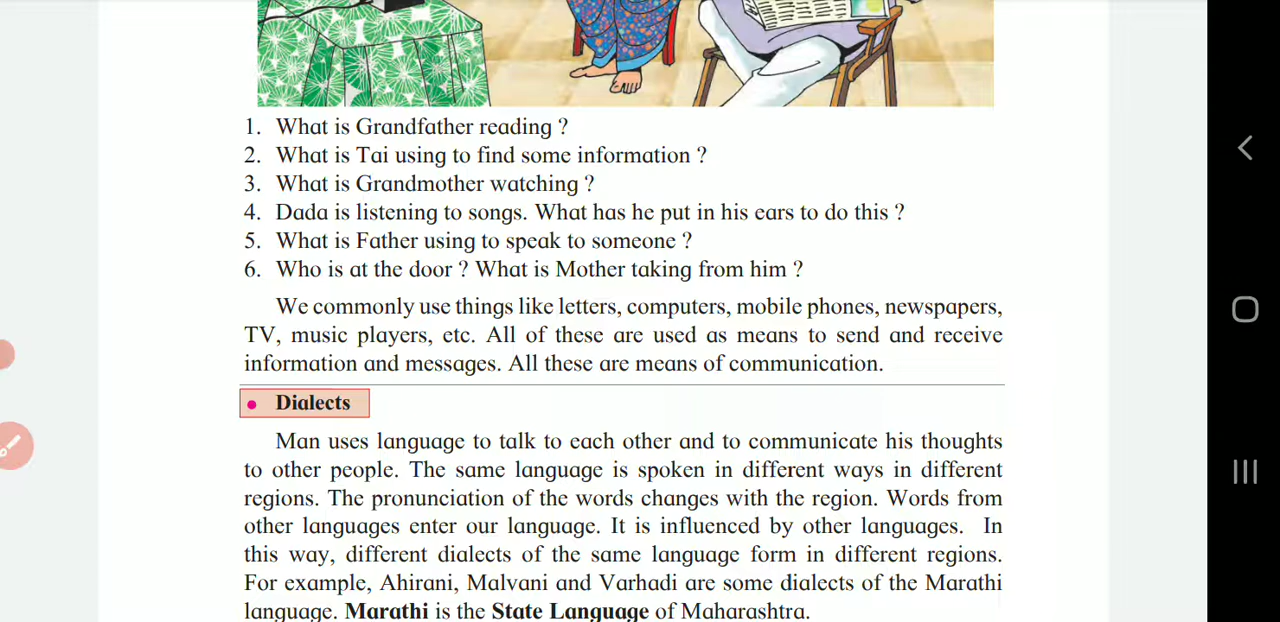 1. What is Grandfather reading ?
2. What is Tai using to find some information ?
3. What is Grandmother watching ?
4. Dada is listening to songs. What has he put in his ears to do this ?
5. What is Father using to speak to someone ?
6. Who is at the door ? What is Mother taking from him ?
We commonly use things like letters, computers, mobile phones, newspapers,
TV, music players, etc. All of these are used as means to send and receive
information and messages. All these are means of communication.
• Dialects
Man uses language to talk to each other and to communicate his thoughts
to other people. The same language is spoken in different ways in different
regions. The pronunciation of the words changes with the region. Words from
other languages enter our language. It is influenced by other languages. In
this way, different dialects of the same language form in different regions.
For example, Ahirani, Malvani and Varhadi are some dialects of the Marathi
language. Marathi is the State Language of Maharashtra.